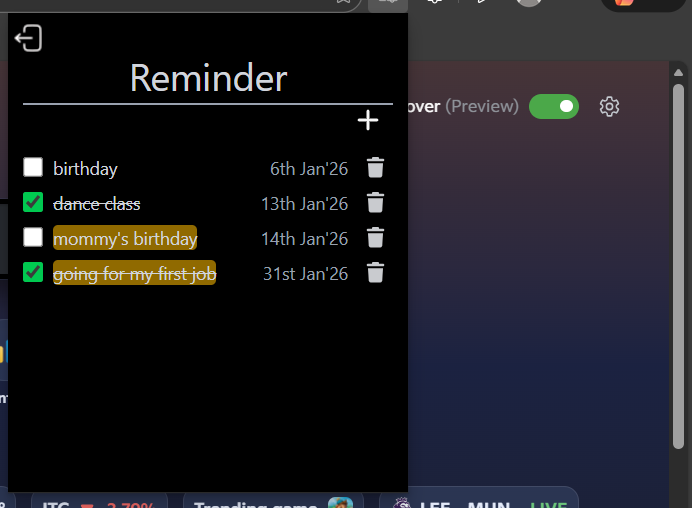 Reminder
over (Preview)
birthday 6th Jan'26
dance class 13th Jan'26
mommy's birthday 14th Jan'26
going for my first job 31st Jan'26
ITC 2.79% Trending game LEE MUN LIVE